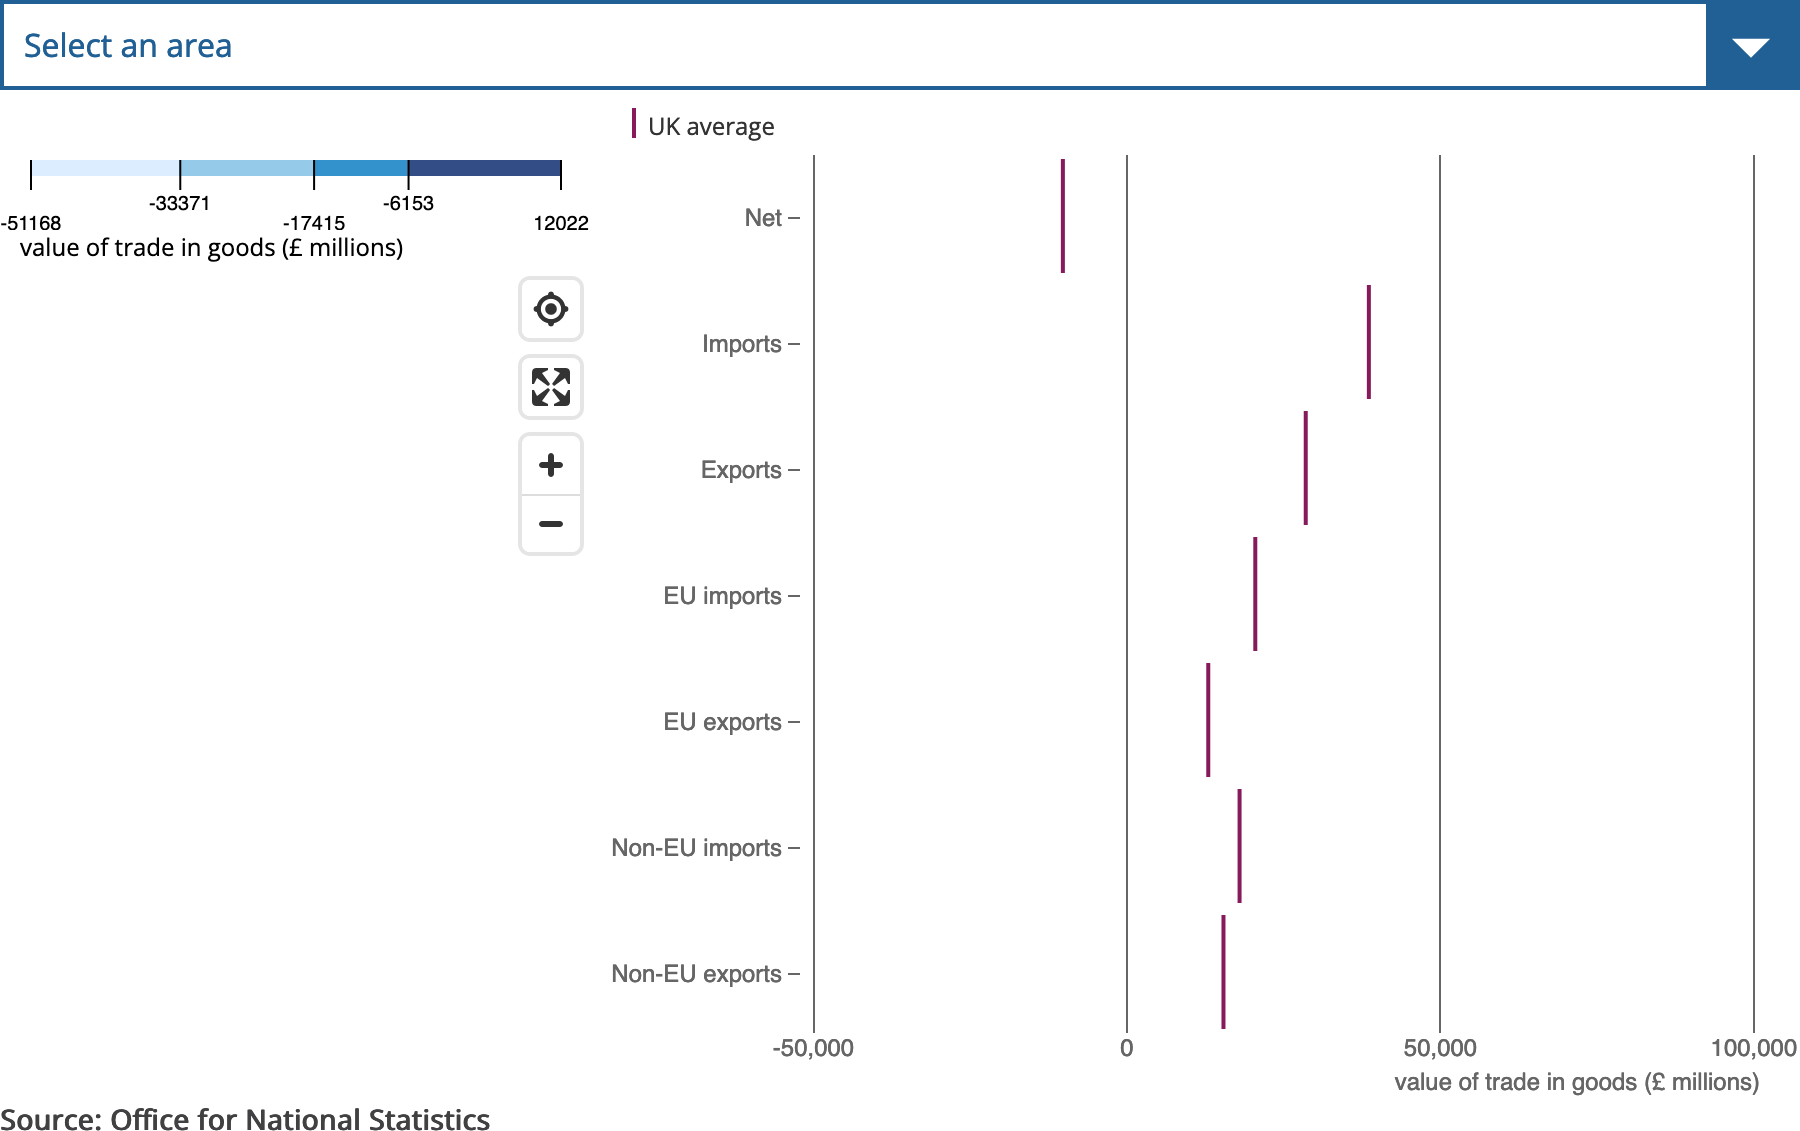 Select an area
UK average
-33371
-6153
-51168
-17415
12022
value of trade in goods (£ millions)
Net
Imports
Exports
EU imports
EU exports
Non-EU imports
Non-EU exports
-50,000
0
50,000
100,000
value of trade in goods (£ millions)
Source: Office for National Statistics